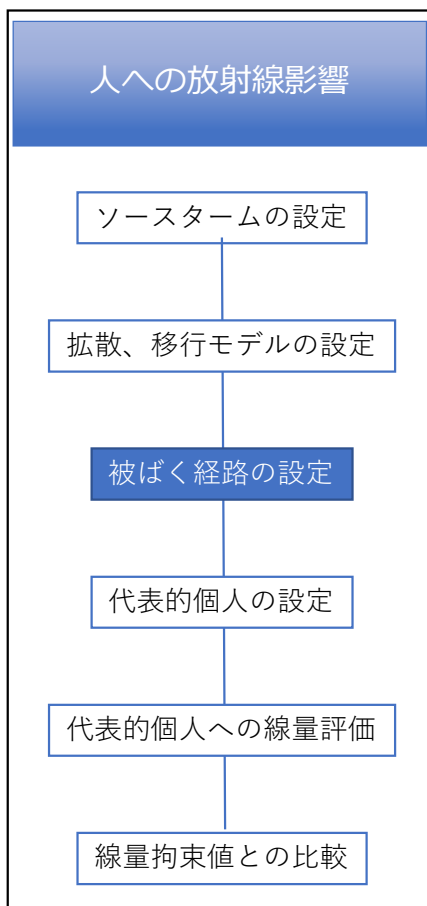 人への放射線影響
ソースタームの設定
拡散、移行モデルの設定
被ばく経路の設定
代表的個人の設定
代表的個人への線量評価
線量拘束値との比較